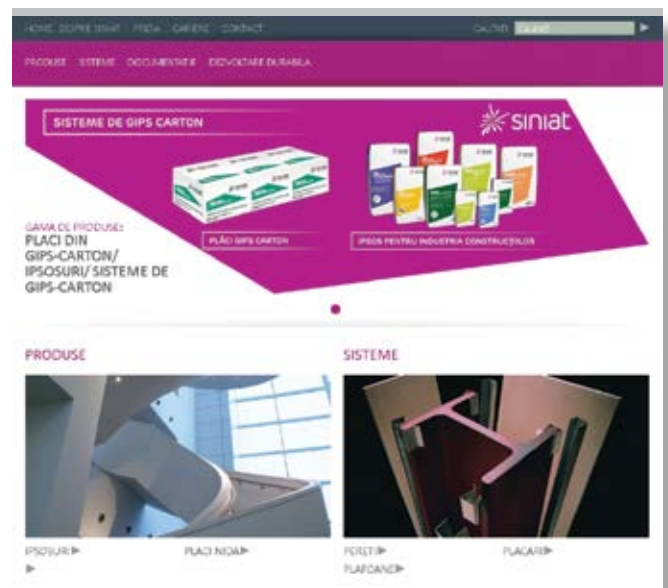 HOME DESPRE SINIAT PRESA CARIERE CONTACT
PRODUSE SISTEME DOCUMENTATIE DEZVOLTARE DURABILA
SISTEME DE GIPS CARTON
siniat
GAMA DE PRODUSE:
PLACI DIN
GIPS-CARTON/
IPSOSURI/ SISTEME DE
GIPS-CARTON
PLĂCI GIPS CARTON
IPSOS PENTRU INDUSTRIA CONSTRUCȚIILOR
PRODUSE
SISTEME
IPSOSURI
PLACI NIDA
PERETI
PLACARI
PLAFOANE